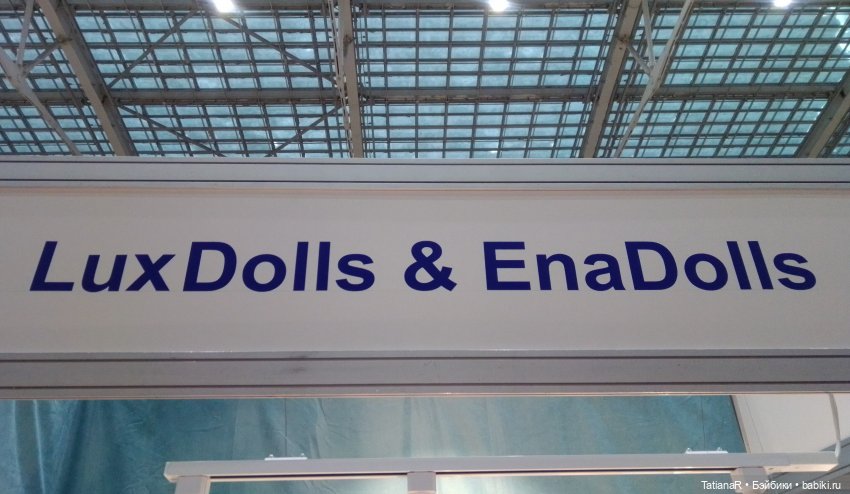 LuxDolls & EnaDolls
TatianaR • Бэйбики • babiki.ru